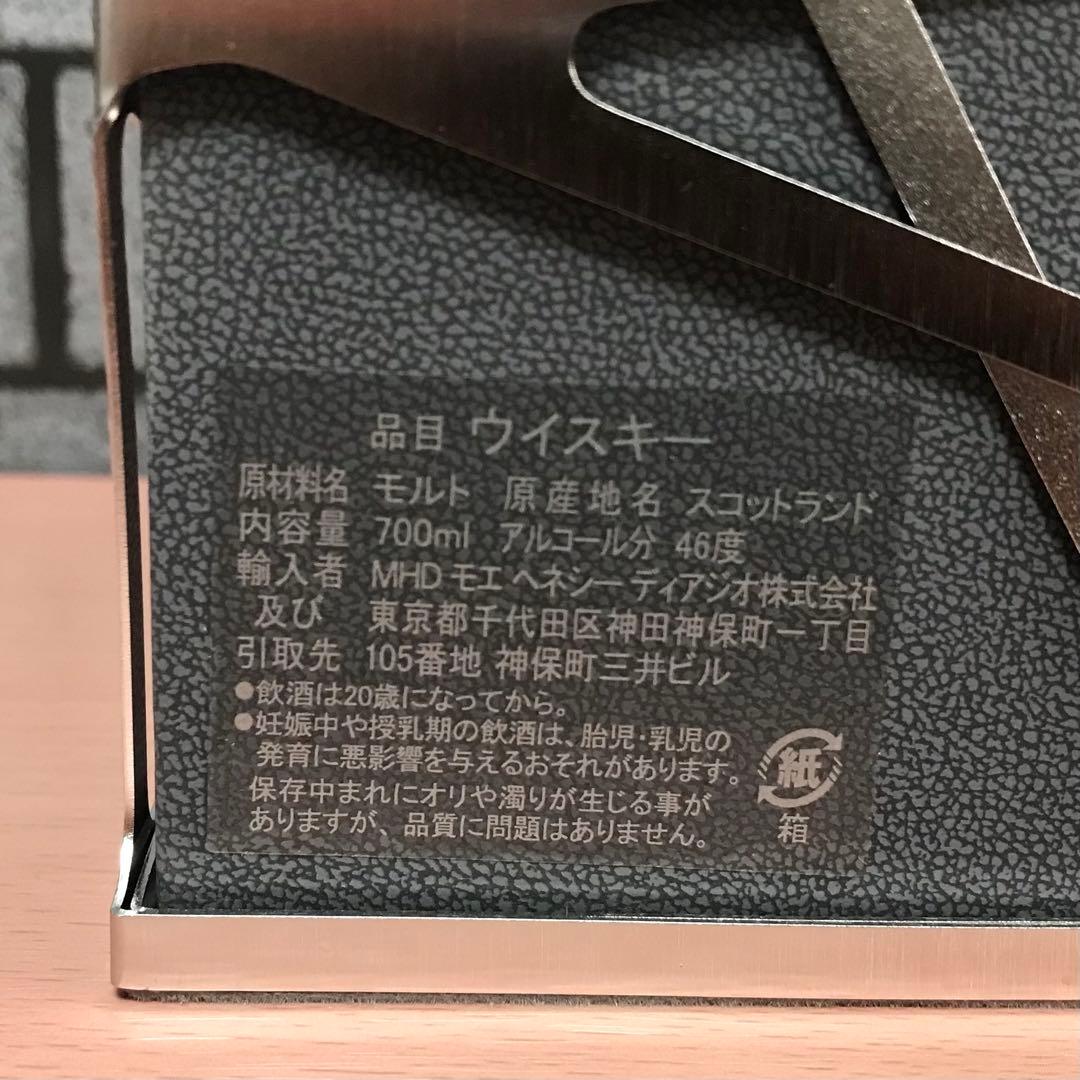 品目 ウイスキー
原材料名 モルト 原産地名 スコットランド
内容量 700ml アルコール分 46度
輸入者 MHD モエ ヘネシー ディアジオ株式会社
及び 東京都千代田区神田神保町一丁目
引取先 105番地 神保町三井ビル
●飲酒は20歳になってから。
●妊娠中や授乳期の飲酒は、胎児・乳児の
発育に悪影響を与えるおそれがあります。
保存中まれにオリや濁りが生じる事が
ありますが、品質に問題はありません。
紙
箱